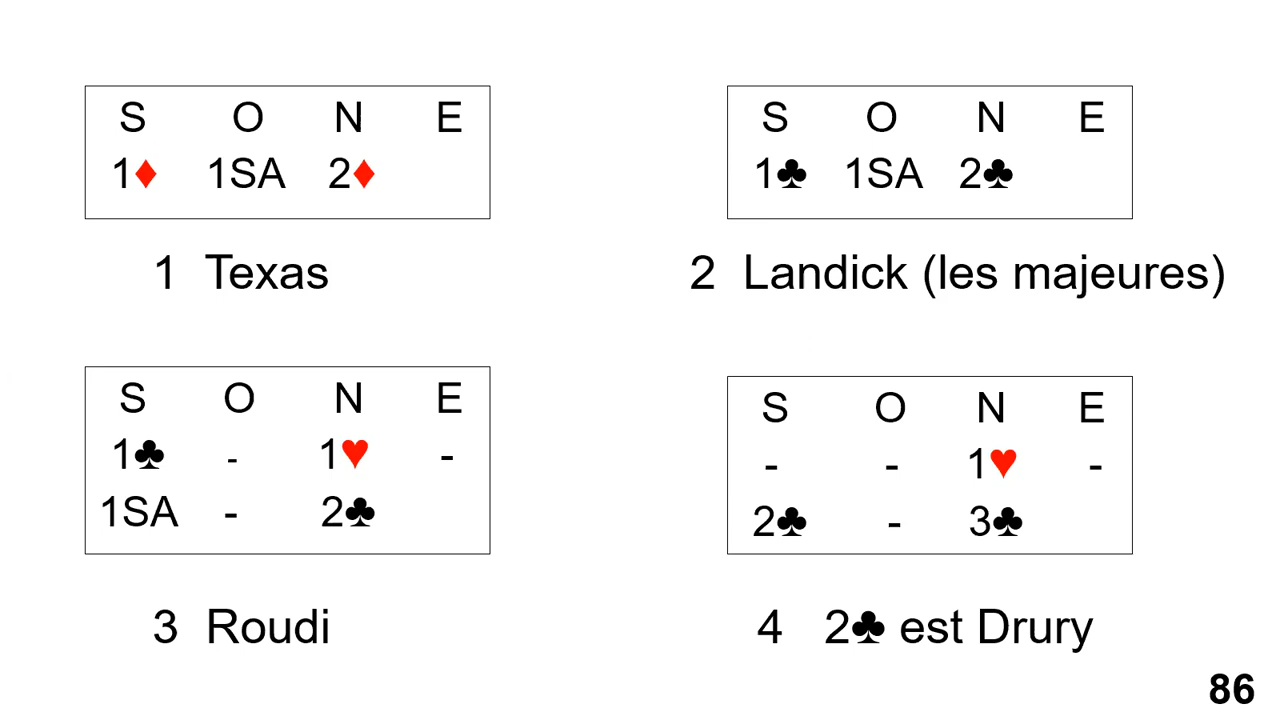 S O N E
1♦ 1SA 2♦
1 Texas
S O N E
1♣ 1SA 2♣
2 Landick (les majeures)
S O N E
1♣ - 1♥ -
1SA - 2♣
3 Roudi
S O N E
- - 1♥ -
2♣ - 3♣
4 2♣ est Drury
86